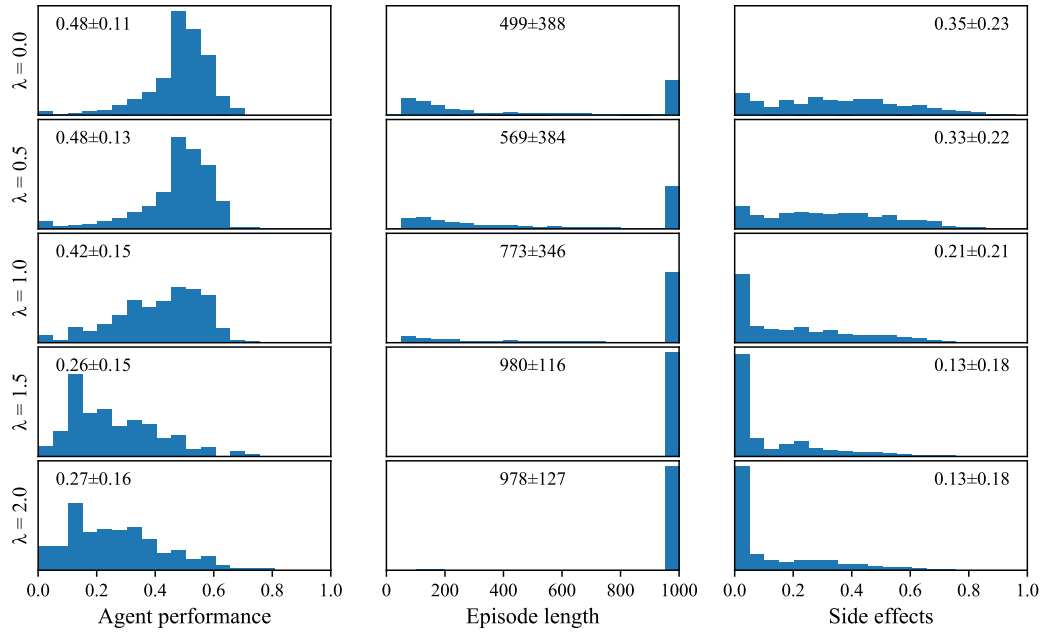 λ = 0.0
0.48±0.11
499±388
0.35±0.23
λ = 0.5
0.48±0.13
569±384
0.33±0.22
λ = 1.0
0.42±0.15
773±346
0.21±0.21
λ = 1.5
0.26±0.15
980±116
0.13±0.18
λ = 2.0
0.27±0.16
978±127
0.13±0.18
0.0 0.2 0.4 0.6 0.8 1.0
0 200 400 600 800 1000
0.0 0.2 0.4 0.6 0.8 1.0
Agent performance
Episode length
Side effects